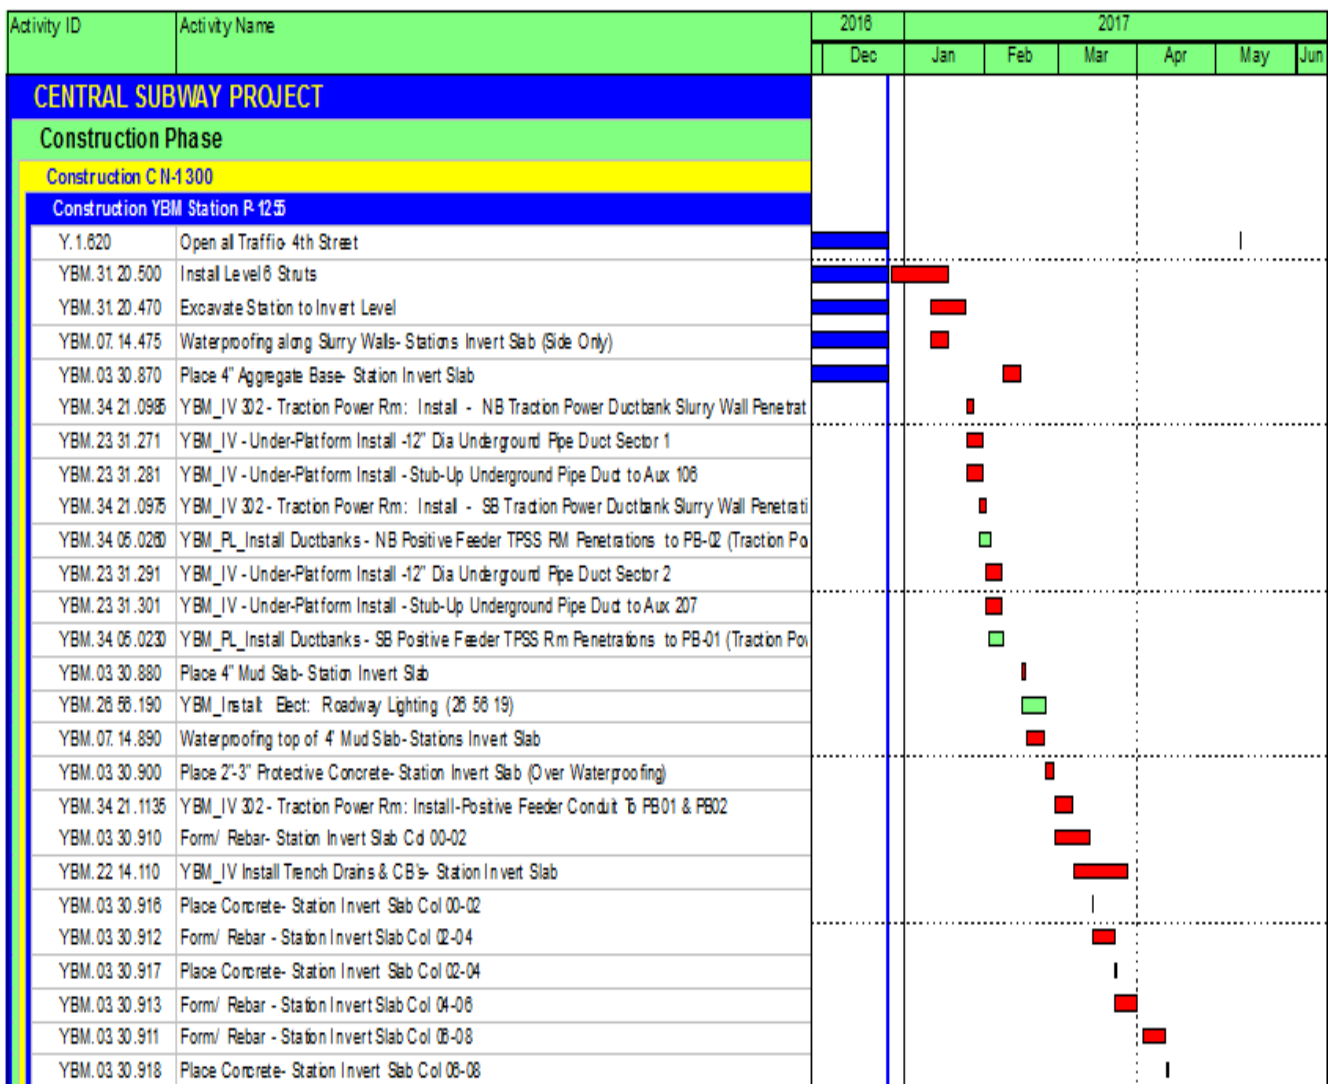 Activity ID Activity Name 2016 2017
Dec Jan Feb Mar Apr May Jun
CENTRAL SUBWAY PROJECT
Construction Phase
Construction CN-1300
Construction YBM Station P-1255
Y.1.620 Open all Traffic- 4th Street
YBM.31.20.500 Install Level 6 Struts
YBM.31.20.470 Excavate Station to Invert Level
YBM.07.14.475 Waterproofing along Slurry Walls- Stations Invert Slab (Side Only)
YBM.03.30.870 Place 4" Aggregate Base- Station Invert Slab
YBM.34.21.0985 YBM_IV 302 - Traction Power Rm: Install - NB Traction Power Ductbank Slurry Wall Penetrat
YBM.23.31.271 YBM_IV - Under-Platform Install -12" Dia Underground Pipe Duct Sector 1
YBM.23.31.281 YBM_IV - Under-Platform Install - Stub-Up Underground Pipe Duct to Aux 106
YBM.34.21.0975 YBM_IV 302 - Traction Power Rm: Install - SB Traction Power Ductbank Slurry Wall Penetrati
YBM.34.05.0260 YBM_PL_Install Ductbanks - NB Positive Feeder TPSS RM Penetrations to PB-02 (Traction Po
YBM.23.31.291 YBM_IV - Under-Platform Install -12" Dia Underground Pipe Duct Sector 2
YBM.23.31.301 YBM_IV - Under-Platform Install - Stub-Up Underground Pipe Duct to Aux 207
YBM.34.05.0230 YBM_PL_Install Ductbanks - SB Positive Feeder TPSS Rm Penetrations to PB-01 (Traction Pow
YBM.03.30.880 Place 4" Mud Slab- Station Invert Slab
YBM.26.56.190 YBM_Install: Elect: Roadway Lighting (26 56 19)
YBM.07.14.890 Waterproofing top of 4' Mud Slab- Stations Invert Slab
YBM.03.30.900 Place 2"-3" Protective Concrete- Station Invert Slab (Over Waterproofing)
YBM.34.21.1135 YBM_IV 302 - Traction Power Rm: Install-Positive Feeder Conduit To PB01 & PB02
YBM.03.30.910 Form/ Rebar- Station Invert Slab Col 00-02
YBM.22.14.110 YBM_IV Install Trench Drains & CB's- Station Invert Slab
YBM.03.30.916 Place Concrete- Station Invert Slab Col 00-02
YBM.03.30.912 Form/ Rebar - Station Invert Slab Col 02-04
YBM.03.30.917 Place Concrete- Station Invert Slab Col 02-04
YBM.03.30.913 Form/ Rebar - Station Invert Slab Col 04-06
YBM.03.30.911 Form/ Rebar - Station Invert Slab Col 06-08
YBM.03.30.918 Place Concrete- Station Invert Slab Col 06-08